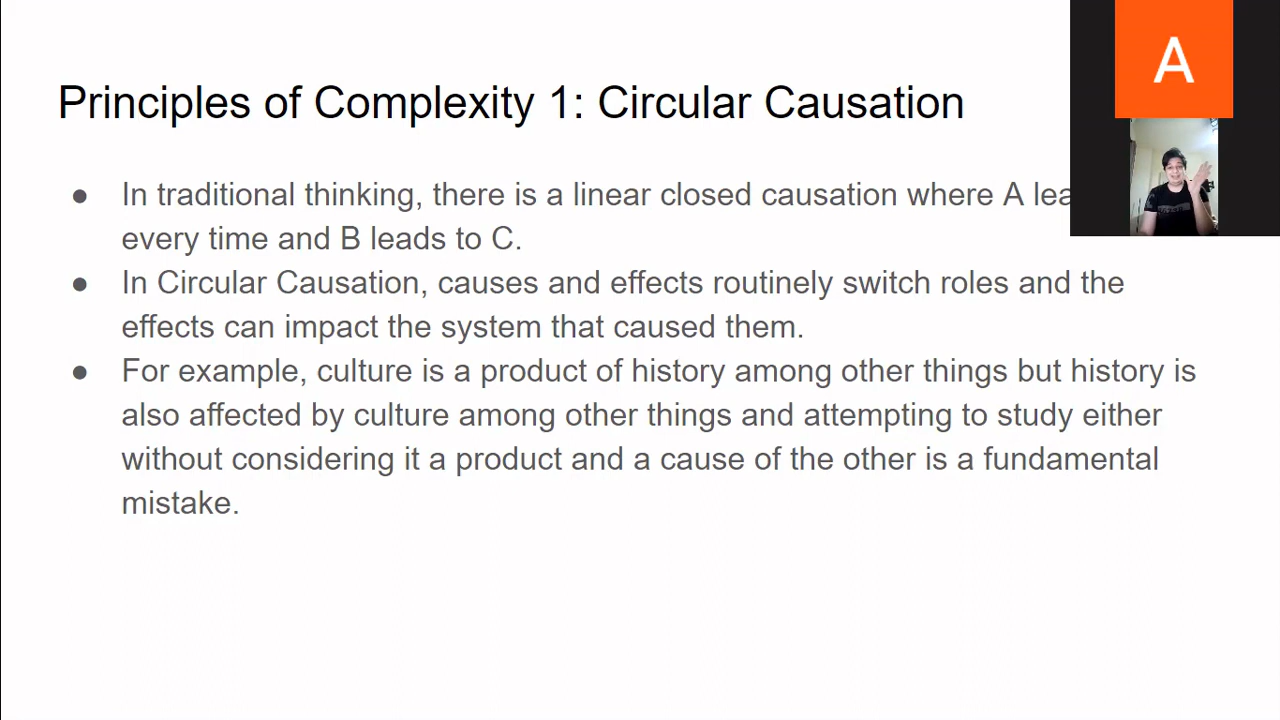 Principles of Complexity 1: Circular Causation
A
● In traditional thinking, there is a linear closed causation where A
every time and B leads to C.
● In Circular Causation, causes and effects routinely switch roles and the
effects can impact the system that caused them.
● For example, culture is a product of history among other things but history is
also affected by culture among other things and attempting to study either
without considering it a product and a cause of the other is a fundamental
mistake.